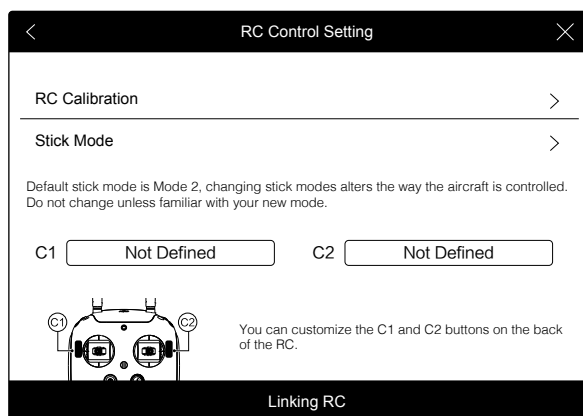 RC Control Setting
RC Calibration
Stick Mode
Default stick mode is Mode 2, changing stick modes alters the way the aircraft is controlled.
Do not change unless familiar with your new mode.
C1 Not Defined C2 Not Defined
C1 C2
You can customize the C1 and C2 buttons on the back
of the RC.
Linking RC